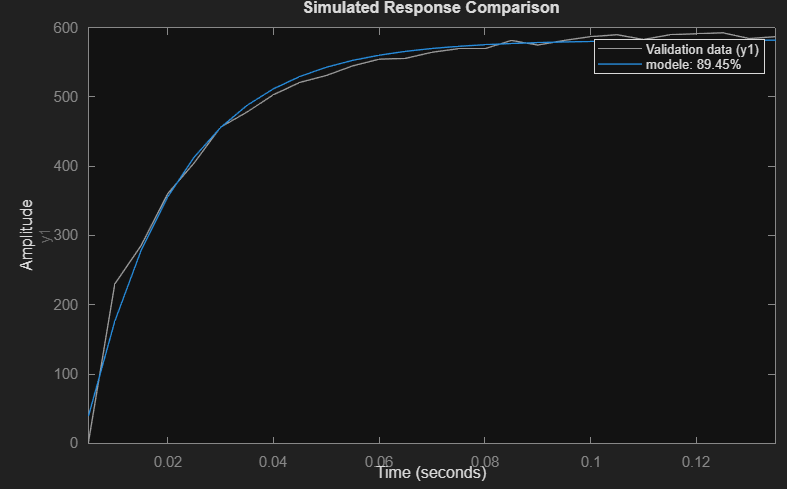 Simulated Response Comparison
600
500
400
300
200
100
0
Amplitude
y1
Validation data (y1)
modele: 89.45%
0.02
0.04
0.06
0.08
0.1
0.12
Time (seconds)